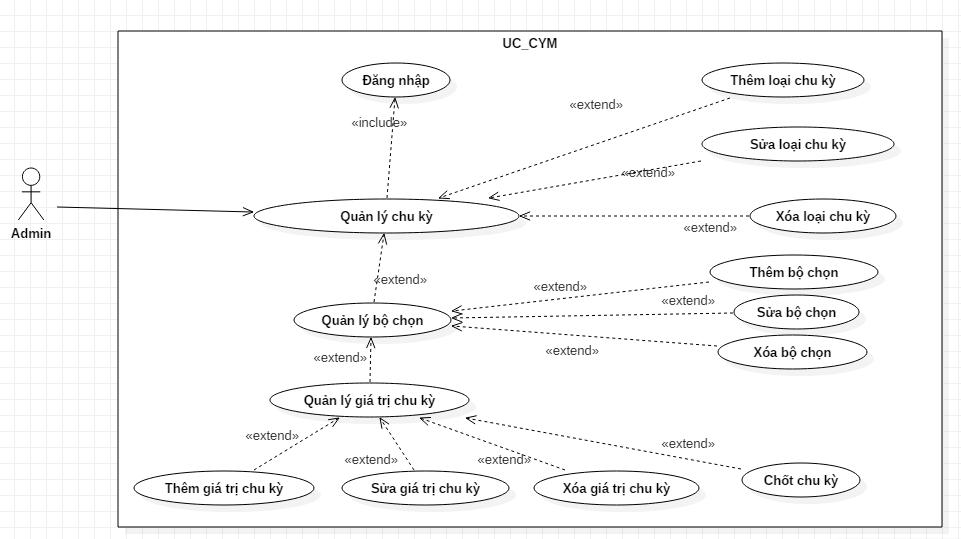 UC_CYM
Đăng nhập
Thêm loại chu kỳ
«extend»
«include»
Sửa loại chu kỳ
«extend»
Admin
Quản lý chu kỳ
Xóa loại chu kỳ
«extend»
Thêm bộ chọn
«extend»
«extend»
«extend»
Sửa bộ chọn
Quản lý bộ chọn
«extend»
Xóa bộ chọn
«extend»
Quản lý giá trị chu kỳ
«extend»
«extend»
«extend»
«extend»
Thêm giá trị chu kỳ
Sửa giá trị chu kỳ
Xóa giá trị chu kỳ
Chốt chu kỳ